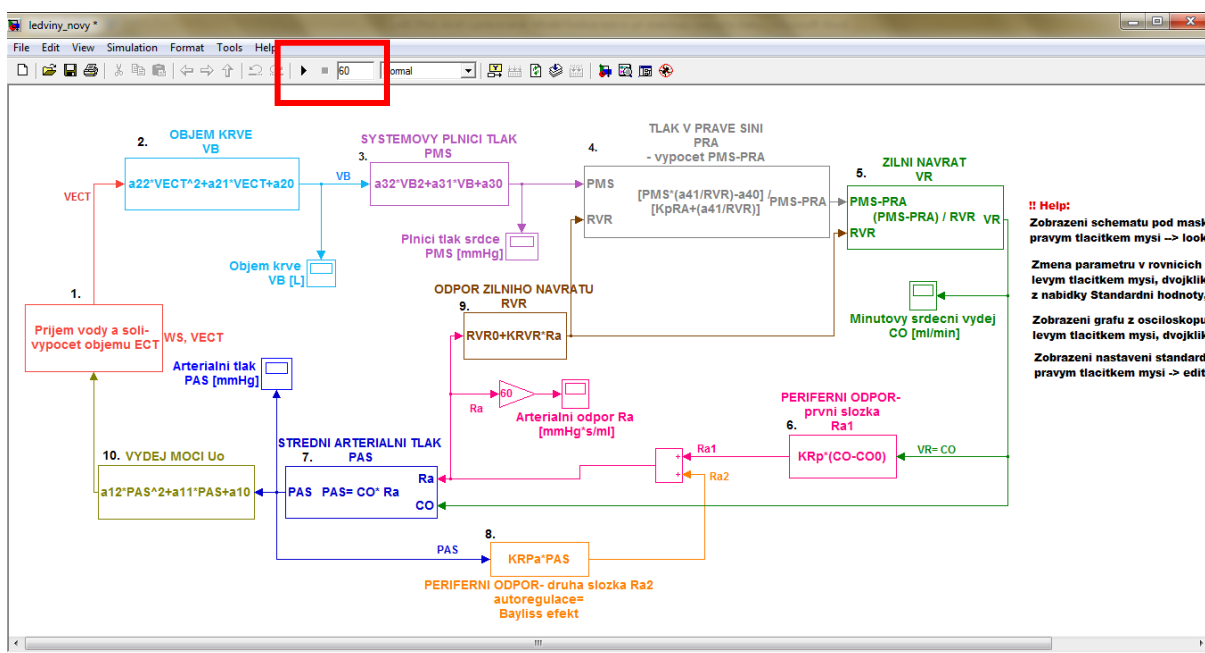 ledviny_novy *
File Edit View Simulation Format Tools Help
60
2. OBJEM KRVE
VB
a22*VECT^2+a21*VECT+a20
VECT
VB
Objem krve
VB [L]
SYSTEMOVY PLNICI TLAK
3. PMS
a32*VB2+a31*VB+a30
Plnici tlak srdce
PMS [mmHg]
4.
TLAK V PRAVE SINI
PRA
- vypocet PMS-PRA
PMS
RVR
[PMS*(a41/RVR)-a40] /
[KpRA+(a41/RVR)]
PMS-PRA
ZILNI NAVRAT
5. VR
PMS-PRA
(PMS-PRA) / RVR VR
RVR
!! Help:
Zobrazeni schematu pod mask
pravym tlacitkem mysi --> look
Zmena parametru v rovnicich
levym tlacitkem mysi, dvojklik
z nabidky Standardni hodnoty,
Zobrazeni grafu z osciloskopu
levym tlacitkem mysi, dvojklik
Zobrazeni nastaveni standard
pravym tlacitkem mysi -> edit
1.
Prijem vody a soli-
vypocet objemu ECT
WS, VECT
ODPOR ZILNIHO NAVRATU
9. RVR
RVR0+KRVR*Ra
Minutovy srdecni vydej
CO [ml/min]
Arterialni tlak
PAS [mmHg]
60
Ra
Arterialni odpor Ra
[mmHg*s/ml]
PERIFERNI ODPOR-
prvni slozka
6. Ra1
KRp*(CO-CO0)
VR= CO
Ra1
Ra2
+
+
STREDNI ARTERIALNI TLAK
7. PAS
Ra
PAS PAS= CO* Ra
CO
10. VYDEJ MOCI Uo
a12*PAS^2+a11*PAS+a10
PAS
8.
KRPa*PAS
PERIFERNI ODPOR- druha slozka Ra2
autoregulace=
Bayliss efekt